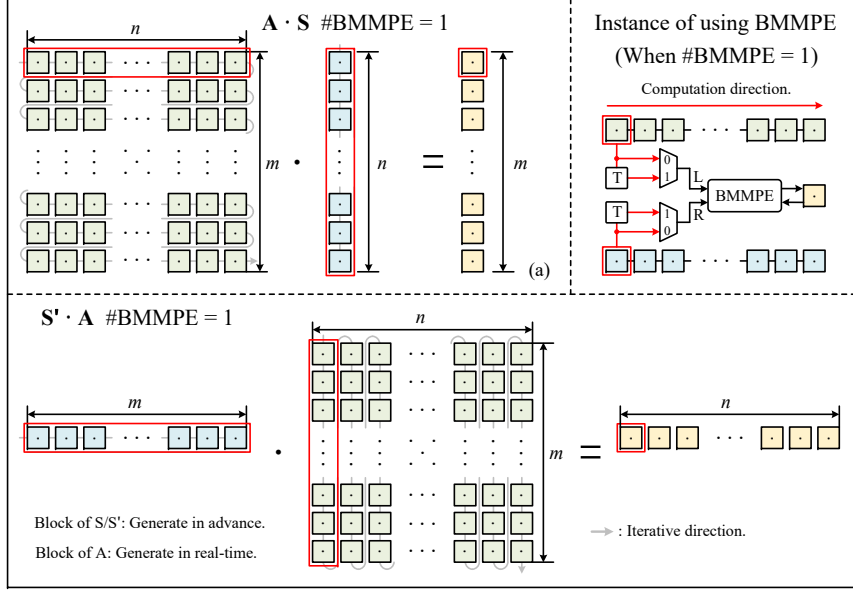 A · S #BMMPE = 1
n
m
·
n
=
m
(a)
Instance of using BMMPE
(When #BMMPE = 1)
Computation direction.
0
T
1
L
BMMPE
T
1
R
0
S' · A #BMMPE = 1
n
m
·
m
=
n
Block of S/S': Generate in advance.
Block of A: Generate in real-time.
: Iterative direction.